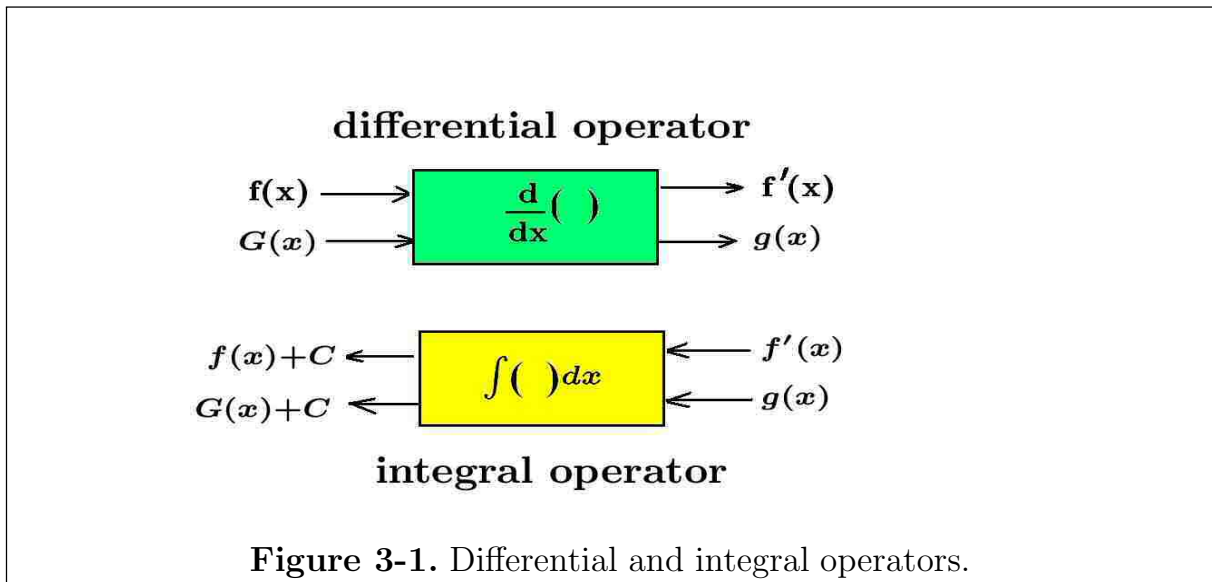 differential operator
f(x) d/dx( ) f′(x)
G(x) g(x)
f(x)+C ∫( )dx f′(x)
G(x)+C g(x)
integral operator
Figure 3-1. Differential and integral operators.